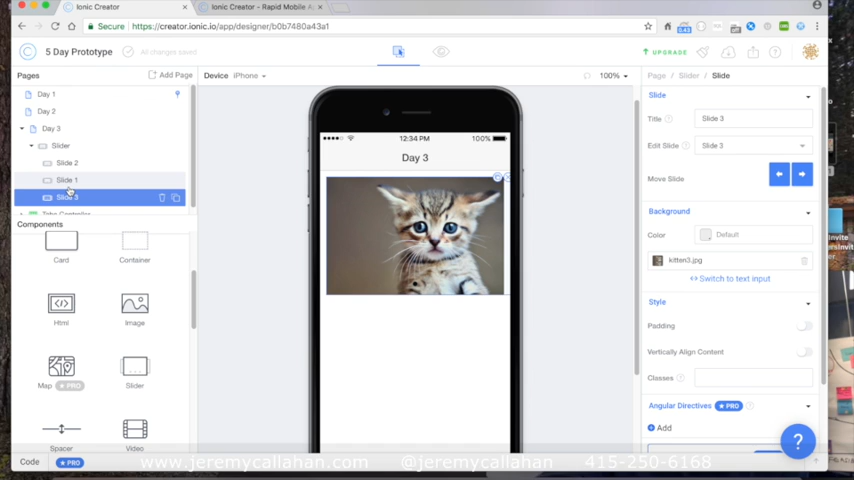 Ionic Creator
Ionic Creator - Rapid Mobile A
Secure
https://creator.ionic.io/app/designer/b0b7480a43a1
5 Day Prototype
All changes saved
UPGRADE
Pages
Add Page
Device iPhone
100%
Page / Slider / Slide
Day 1
Day 2
Day 3
Slider
Slide 2
Slide 1
Slide 3
Tabs Controller
Components
Card
Container
Html
Image
Map PRO
Slider
Spacer
Video
Code PRO
12:34 PM
100%
Day 3
Slide
Title
Slide 3
Edit Slide
Slide 3
Move Slide
Background
Color
Default
kitten3.jpg
Switch to text input
Style
Padding
Vertically Align Content
Classes
Angular Directives PRO
Add
www.jeremycallahan.com @jeremycallahan 415-250-6168